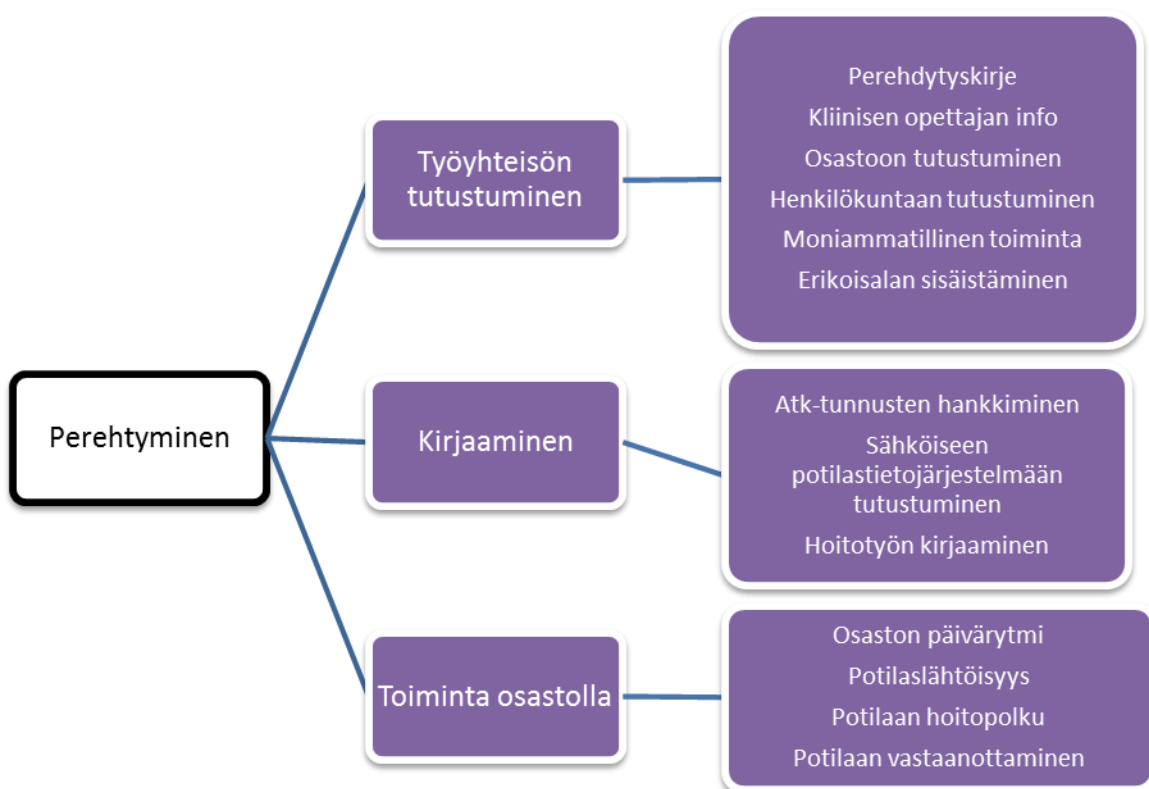 Perehtyminen
Työyhteisön
tutustuminen
Perehdytyskirje
Kliinisen opettajan info
Osastoon tutustuminen
Henkilökuntaan tutustuminen
Moniammatillinen toiminta
Erikoisalan sisäistäminen
Kirjaaminen
Atk-tunnusten hankkiminen
Sähköiseen
potilastietojärjestelmään
tutustuminen
Hoitotyön kirjaaminen
Toiminta osastolla
Osaston päivärytmi
Potilaslähtöisyys
Potilaan hoitopolku
Potilaan vastaanottaminen